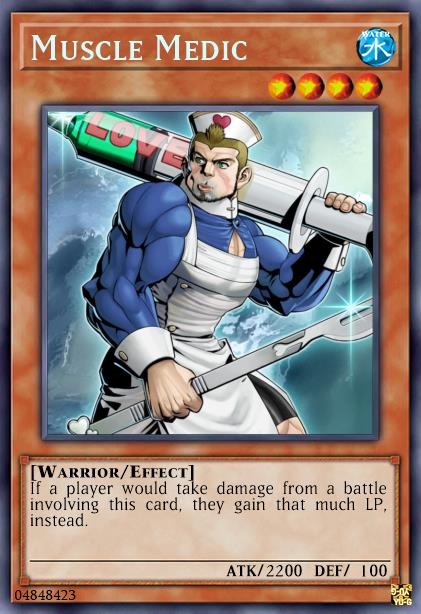 MUSCLE MEDIC
WATER
水
LOVE
[WARRIOR/EFFECT]
If a player would take damage from a battle
involving this card, they gain that much LP,
instead.
ATK/2200 DEF/ 100
04848423